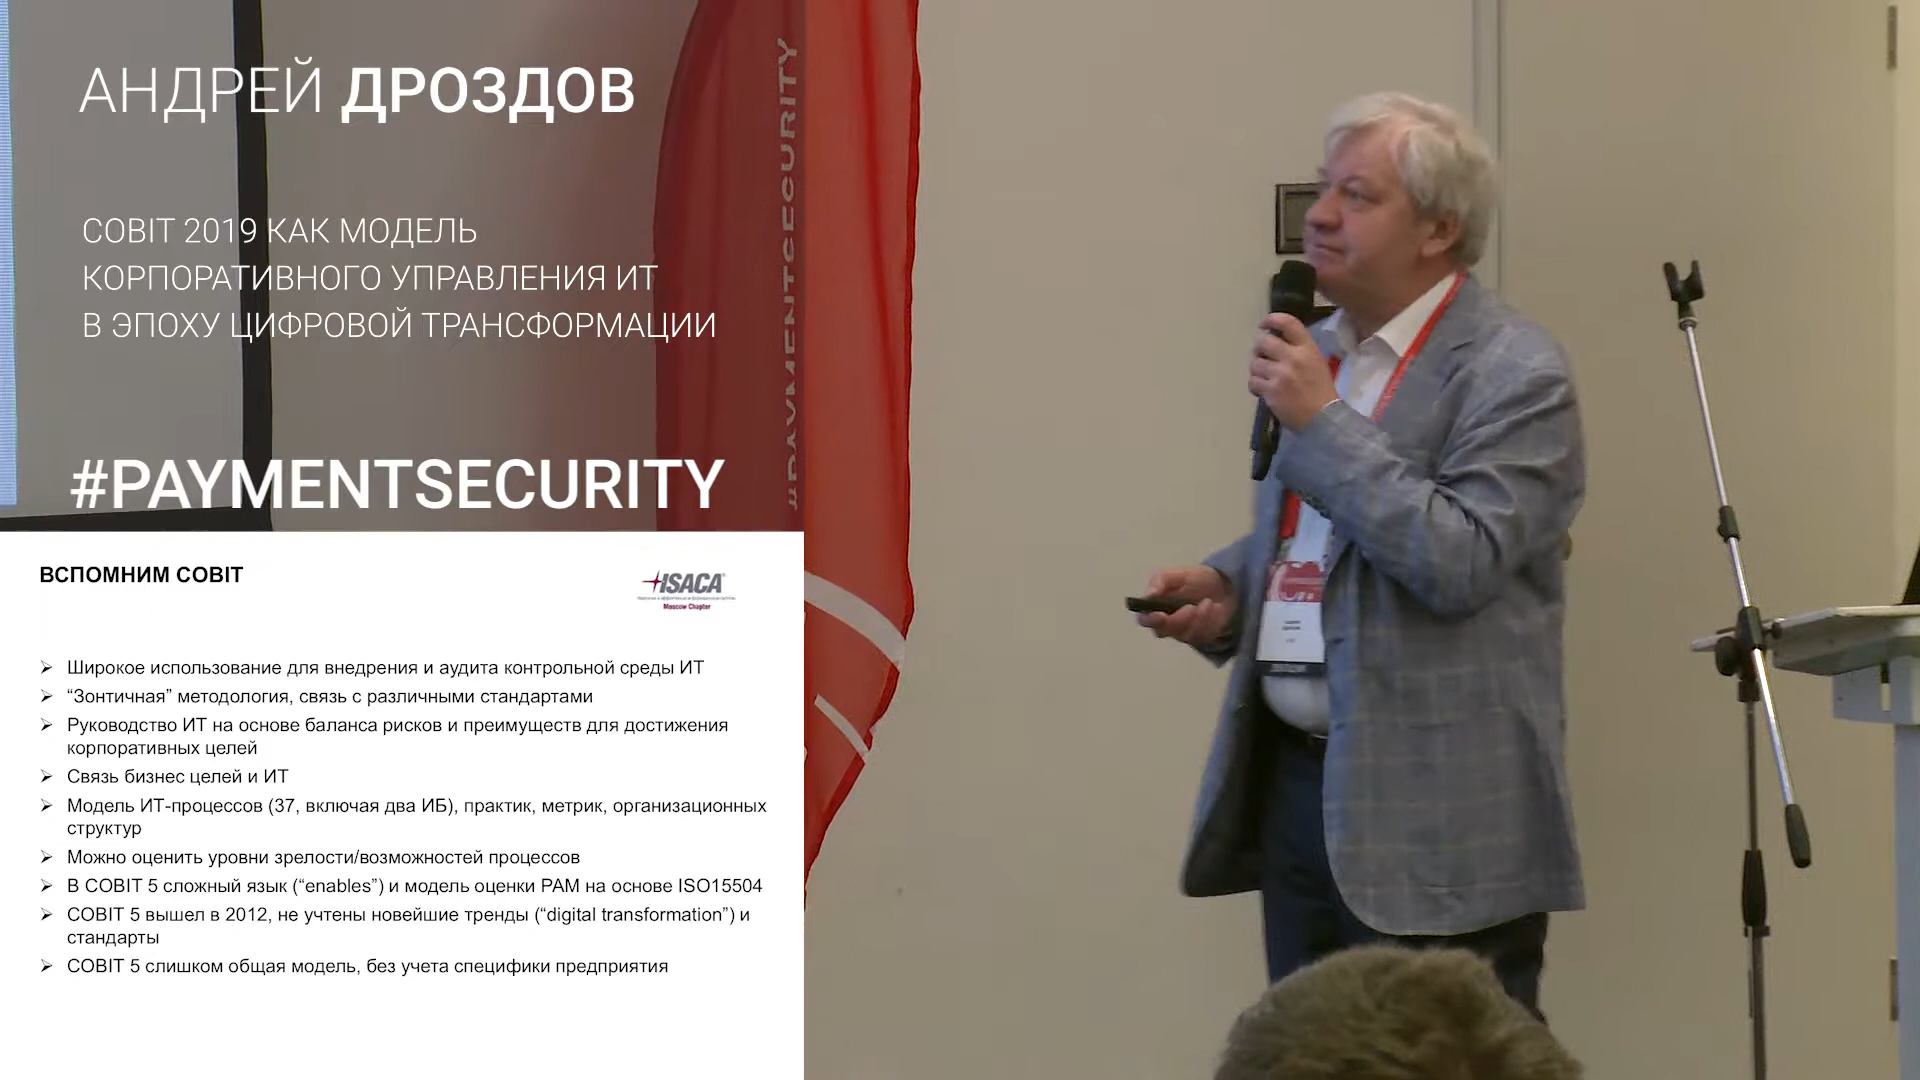 АНДРЕЙ ДРОЗДОВ
COBIT 2019 КАК МОДЕЛЬ
КОРПОРАТИВНОГО УПРАВЛЕНИЯ ИТ
В ЭПОХУ ЦИФРОВОЙ ТРАНСФОРМАЦИИ
#PAYMENTSECURITY
#PAYMENTSECURITY
ВСПОМНИМ COBIT
ISACA
Moscow Chapter
Широкое использование для внедрения и аудита контрольной среды ИТ
“Зонтичная” методология, связь с различными стандартами
Руководство ИТ на основе баланса рисков и преимуществ для достижения
корпоративных целей
Связь бизнес целей и ИТ
Модель ИТ-процессов (37, включая два ИБ), практик, метрик, организационных
структур
Можно оценить уровни зрелости/возможностей процессов
В COBIT 5 сложный язык (“enables”) и модель оценки PAM на основе ISO15504
COBIT 5 вышел в 2012, не учтены новейшие тренды (“digital transformation”) и
стандарты
COBIT 5 слишком общая модель, без учета специфики предприятия